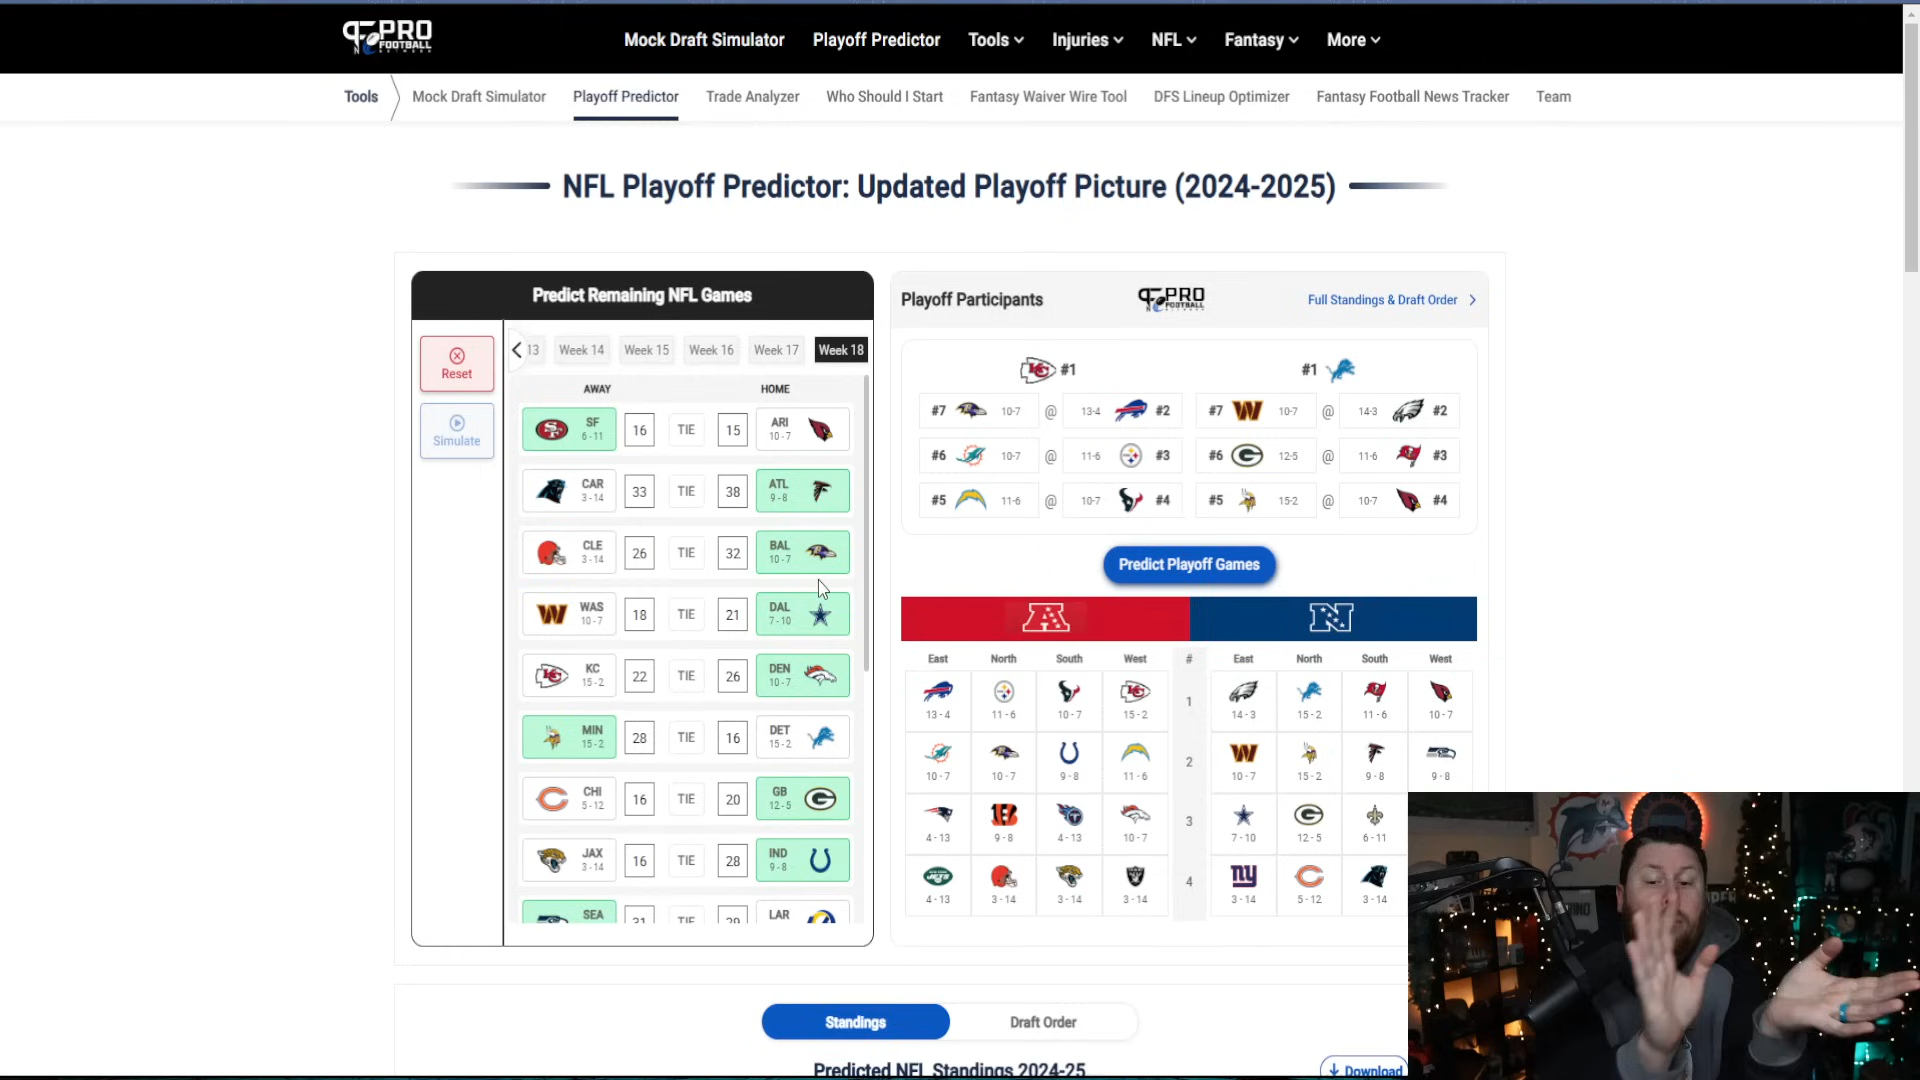 PRO FOOTBALL NETWORK
Mock Draft Simulator Playoff Predictor Tools Injuries NFL Fantasy More
Tools Mock Draft Simulator Playoff Predictor Trade Analyzer Who Should I Start Fantasy Waiver Wire Tool DFS Lineup Optimizer Fantasy Football News Tracker Team
NFL Playoff Predictor: Updated Playoff Picture (2024-2025)
Predict Remaining NFL Games
Reset
Simulate
13 Week 14 Week 15 Week 16 Week 17 Week 18
AWAY HOME
SF 6-11 16 TIE 15 ARI 10-7
CAR 3-14 33 TIE 38 ATL 9-8
CLE 3-14 26 TIE 32 BAL 10-7
WAS 10-7 18 TIE 21 DAL 7-10
KC 15-2 22 TIE 26 DEN 10-7
MIN 15-2 28 TIE 16 DET 15-2
CHI 5-12 16 TIE 20 GB 12-5
JAX 3-14 16 TIE 28 IND 9-8
SEA 31 TIE 29 LAR
Playoff Participants PRO FOOTBALL Full Standings & Draft Order
#1 #1
#7 10-7 @ 13-4 #2 #7 10-7 @ 14-3 #2
#6 10-7 @ 11-6 #3 #6 12-5 @ 11-6 #3
#5 11-6 @ 10-7 #4 #5 15-2 @ 10-7 #4
Predict Playoff Games
A N
East North South West # East North South West
13-4 11-6 10-7 15-2 1 14-3 15-2 11-6 10-7
10-7 10-7 9-8 11-6 2 10-7 15-2 9-8 9-8
4-13 9-8 4-13 10-7 3 7-10 12-5 6-11
4-13 3-14 3-14 3-14 4 3-14 5-12 3-14
Standings Draft Order
Predicted NFL Standings 2024-25
Download